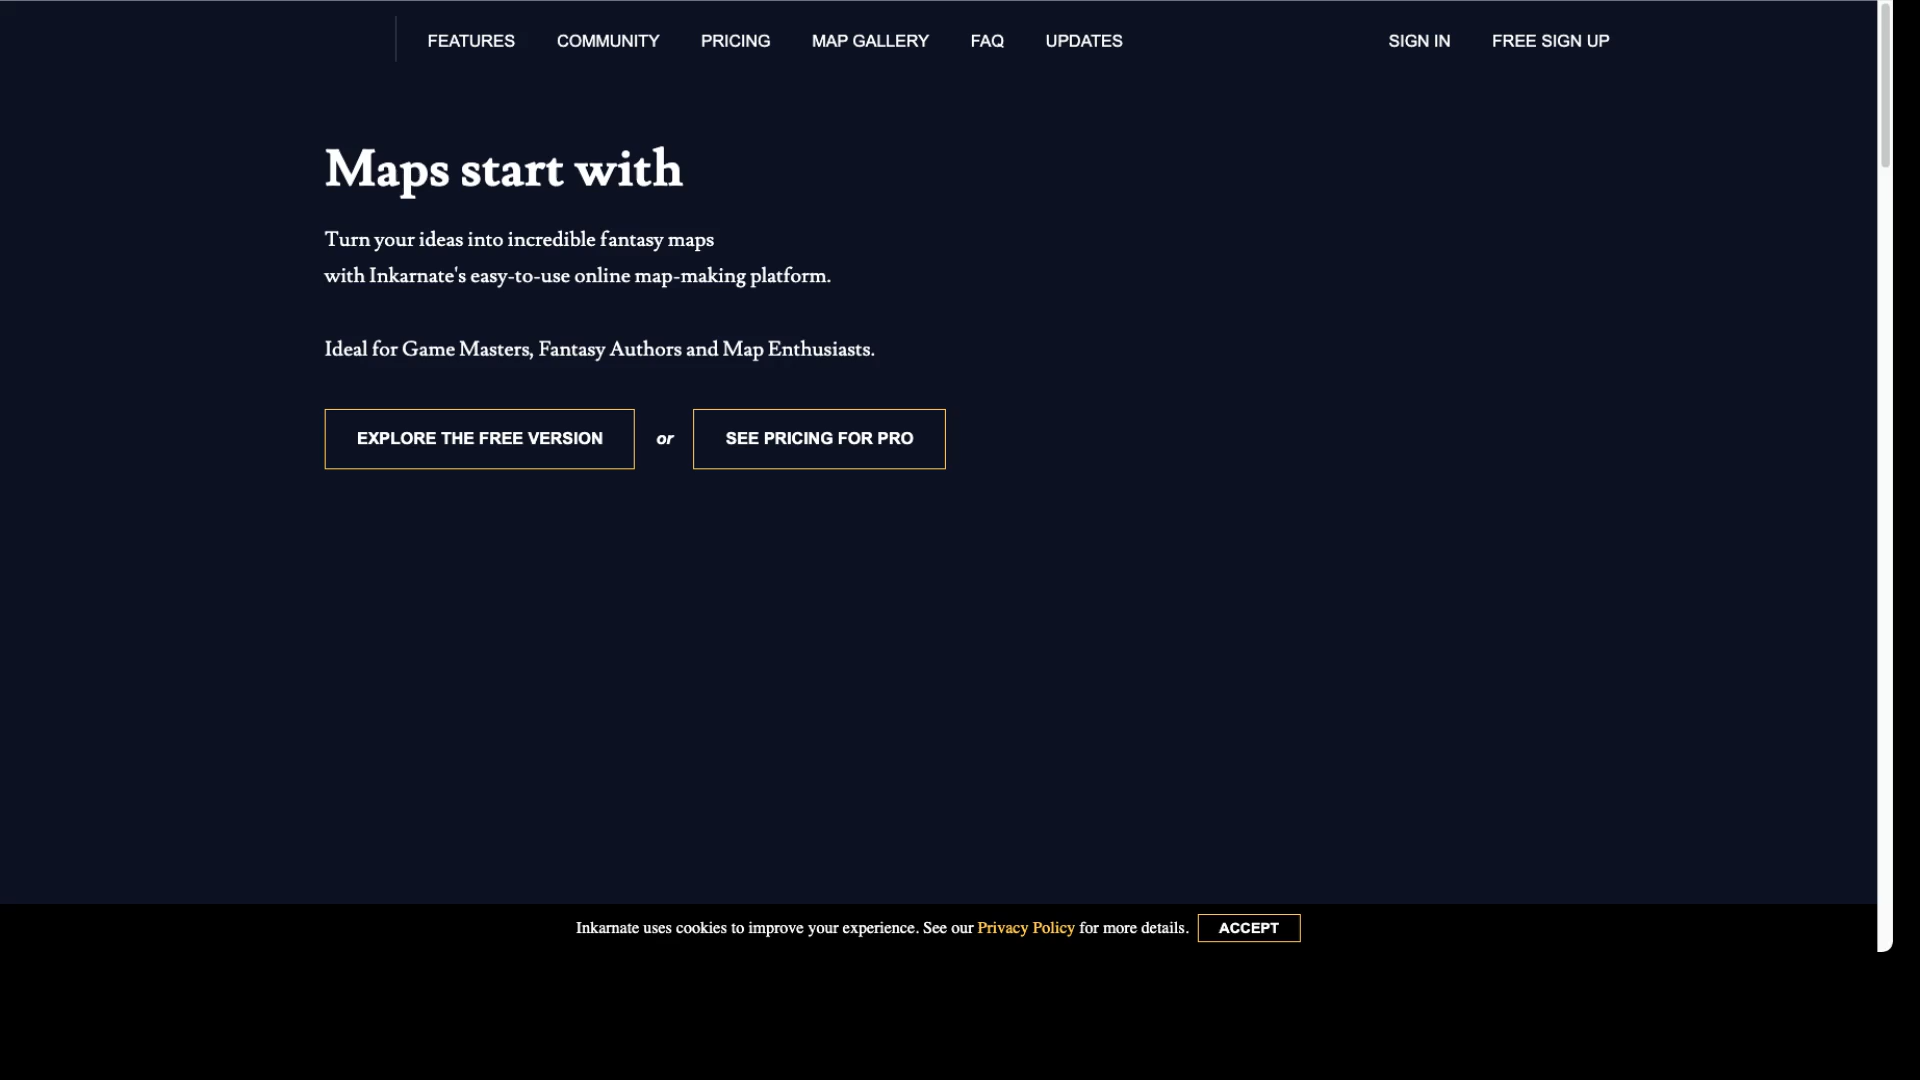 FEATURES COMMUNITY PRICING MAP GALLERY FAQ UPDATES SIGN IN FREE SIGN UP
Maps start with
Turn your ideas into incredible fantasy maps
with Inkarnate's easy-to-use online map-making platform.
Ideal for Game Masters, Fantasy Authors and Map Enthusiasts.
EXPLORE THE FREE VERSION or SEE PRICING FOR PRO
Inkarnate uses cookies to improve your experience. See our Privacy Policy for more details. ACCEPT